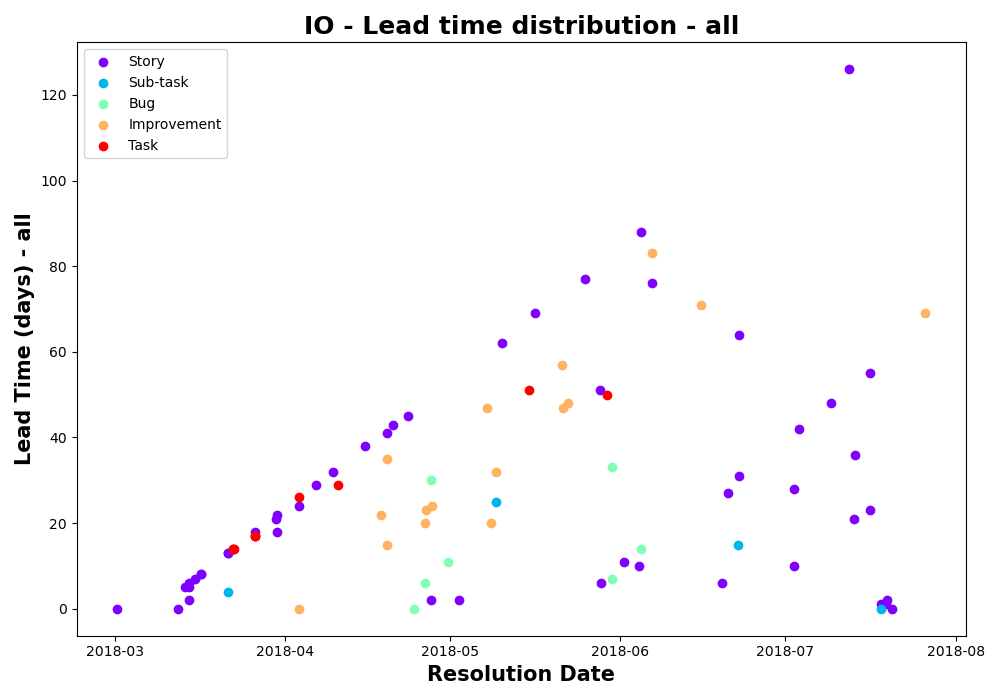 IO - Lead time distribution - all
Story
Sub-task
Bug
Improvement
Task
Lead Time (days) - all
120
100
80
60
40
20
0
2018-03 2018-04 2018-05 2018-06 2018-07 2018-08
Resolution Date